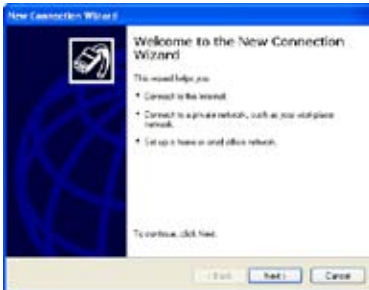 New Connection Wizard
Welcome to the New Connection
Wizard
This wizard helps you:
• Connect to the Internet.
• Connect to a private network, such as your workplace
network.
• Set up a home or small office network.
To continue, click Next.
< Back
Next >
Cancel